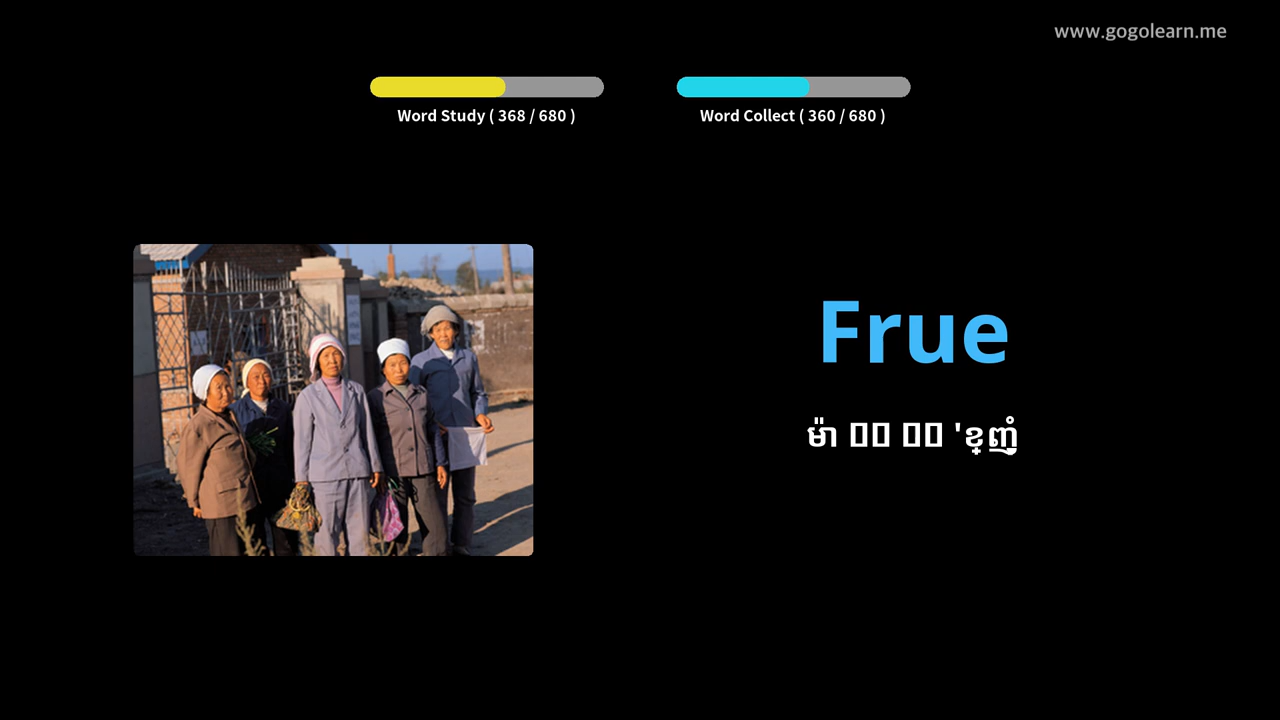 www.gogolearn.me
Word Study ( 368 / 680 )
Word Collect ( 360 / 680 )
Frue
ម៉ា 'ខ្ញុំ